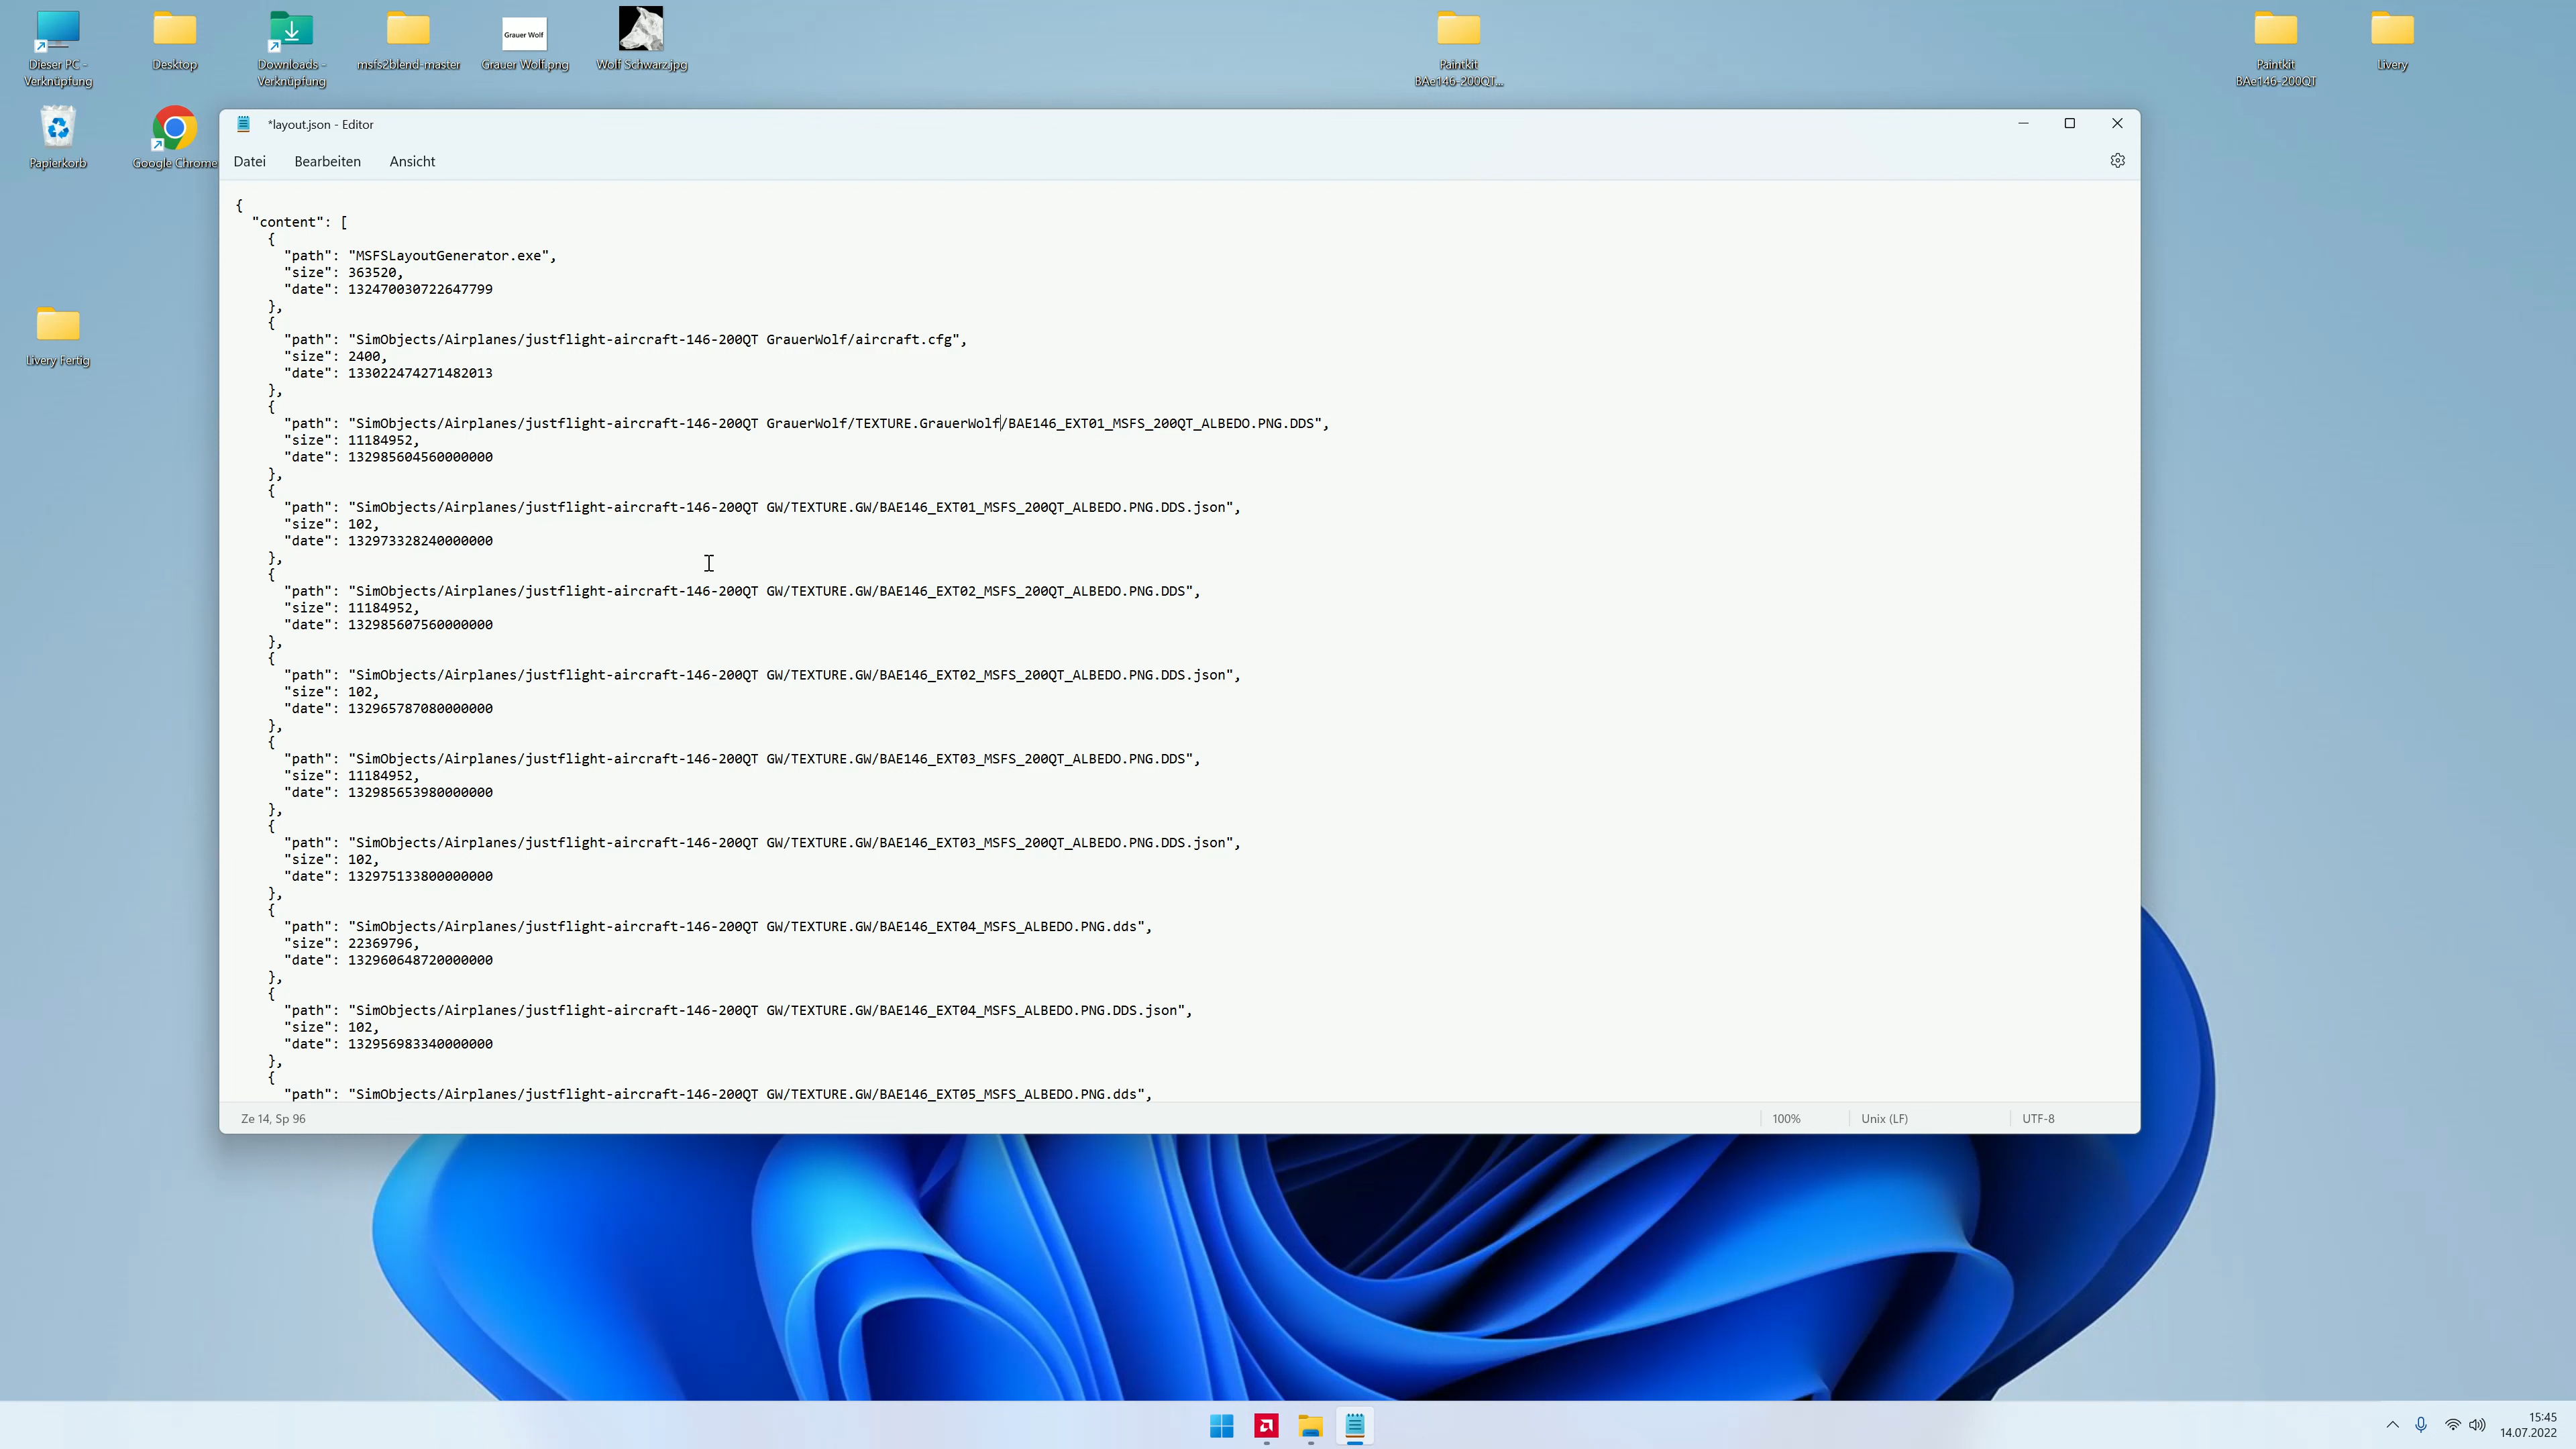 Dieser PC -
Verknüpfung
Desktop
Downloads -
Verknüpfung
msfs2blend-master
Grauer Wolf
Grauer Wolf.png
Wolf Schwarz.jpg
Paintkit
BAe146-200QT...
Paintkit
BAe146-200QT
Livery
Papierkorb
Google Chrome
Livery Fertig
*layout.json - Editor
Datei Bearbeiten Ansicht
{
"content": [
{
"path": "MSFSLayoutGenerator.exe",
"size": 363520,
"date": 132470030722647799
},
{
"path": "SimObjects/Airplanes/justflight-aircraft-146-200QT GrauerWolf/aircraft.cfg",
"size": 2400,
"date": 133022474271482013
},
{
"path": "SimObjects/Airplanes/justflight-aircraft-146-200QT GrauerWolf/TEXTURE.GrauerWolf/BAE146_EXT01_MSFS_200QT_ALBEDO.PNG.DDS",
"size": 11184952,
"date": 132985604560000000
},
{
"path": "SimObjects/Airplanes/justflight-aircraft-146-200QT GW/TEXTURE.GW/BAE146_EXT01_MSFS_200QT_ALBEDO.PNG.DDS.json",
"size": 102,
"date": 132973328240000000
},
{
"path": "SimObjects/Airplanes/justflight-aircraft-146-200QT GW/TEXTURE.GW/BAE146_EXT02_MSFS_200QT_ALBEDO.PNG.DDS",
"size": 11184952,
"date": 132985607560000000
},
{
"path": "SimObjects/Airplanes/justflight-aircraft-146-200QT GW/TEXTURE.GW/BAE146_EXT02_MSFS_200QT_ALBEDO.PNG.DDS.json",
"size": 102,
"date": 132965787080000000
},
{
"path": "SimObjects/Airplanes/justflight-aircraft-146-200QT GW/TEXTURE.GW/BAE146_EXT03_MSFS_200QT_ALBEDO.PNG.DDS",
"size": 11184952,
"date": 132985653980000000
},
{
"path": "SimObjects/Airplanes/justflight-aircraft-146-200QT GW/TEXTURE.GW/BAE146_EXT03_MSFS_200QT_ALBEDO.PNG.DDS.json",
"size": 102,
"date": 132975133800000000
},
{
"path": "SimObjects/Airplanes/justflight-aircraft-146-200QT GW/TEXTURE.GW/BAE146_EXT04_MSFS_ALBEDO.PNG.dds",
"size": 22369796,
"date": 132960648720000000
},
{
"path": "SimObjects/Airplanes/justflight-aircraft-146-200QT GW/TEXTURE.GW/BAE146_EXT04_MSFS_ALBEDO.PNG.DDS.json",
"size": 102,
"date": 132956983340000000
},
{
"path": "SimObjects/Airplanes/justflight-aircraft-146-200QT GW/TEXTURE.GW/BAE146_EXT05_MSFS_ALBEDO.PNG.dds",
Ze 14, Sp 96 100% Unix (LF) UTF-8
15:45
14.07.2022